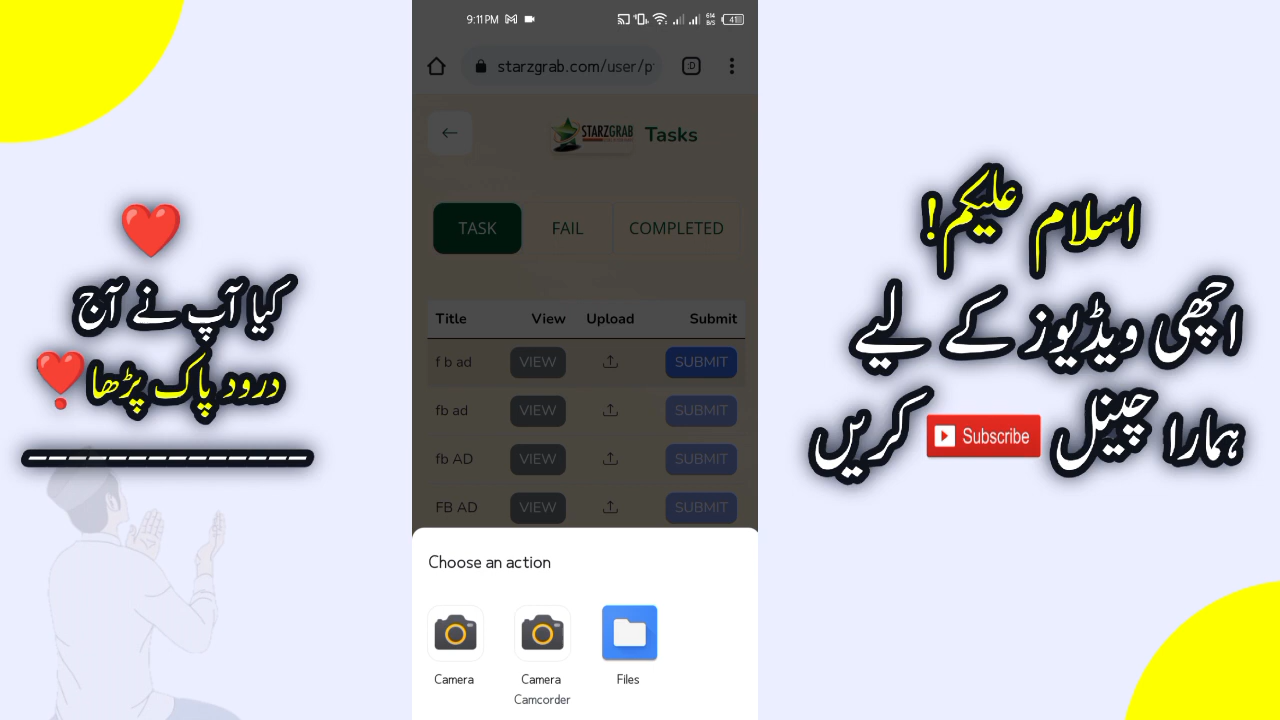 کیا آپ نے آج
درود پاک پڑھا
---------------
9:11 PM 614 B/S 41
starzgrab.com/user/p
:D
STARZGRAB Tasks
TASK FAIL COMPLETED
Title View Upload Submit
f b ad VIEW SUBMIT
fb ad VIEW SUBMIT
fb AD VIEW SUBMIT
FB AD VIEW SUBMIT
Choose an action
Camera Camera Files
Camcorder
اسلام علیکم!
اچھی ویڈیوز کے لیے
ہمارا چینل Subscribe کریں